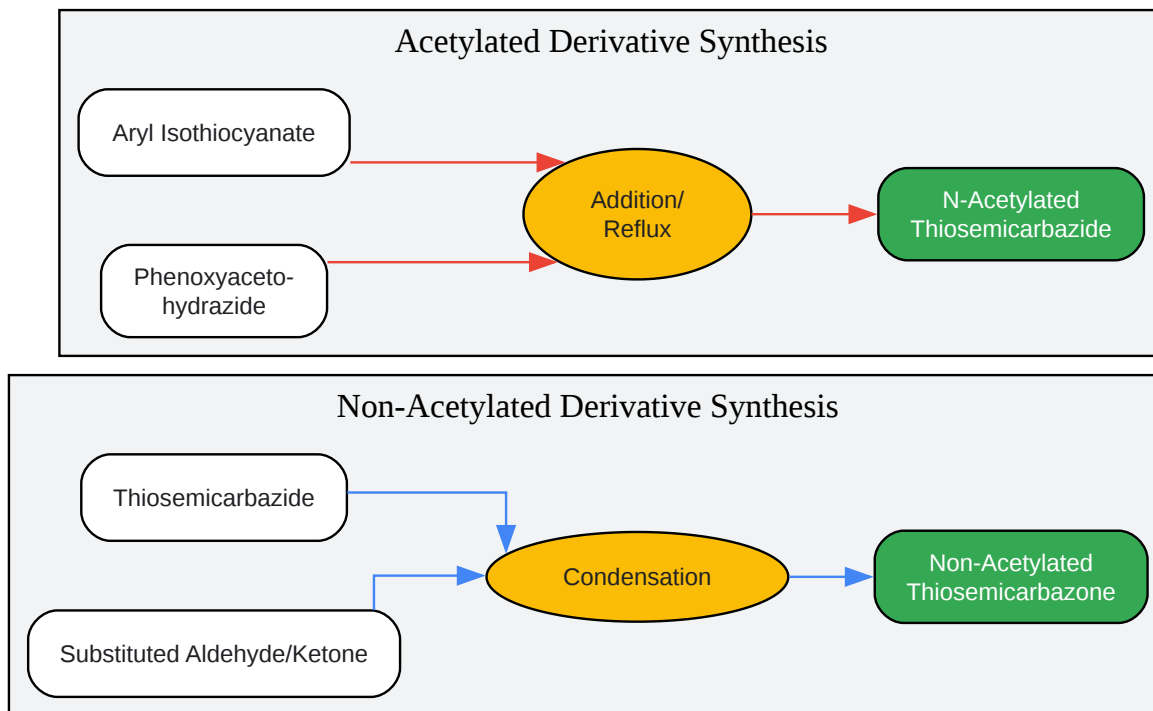 Acetylated Derivative Synthesis
Aryl Isothiocyanate
Addition/
Reflux
N-Acetylated
Thiosemicarbazide
Phenoxyaceto-
hydrazide
Non-Acetylated Derivative Synthesis
Thiosemicarbazide
Condensation
Non-Acetylated
Thiosemicarbazone
Substituted Aldehyde/Ketone